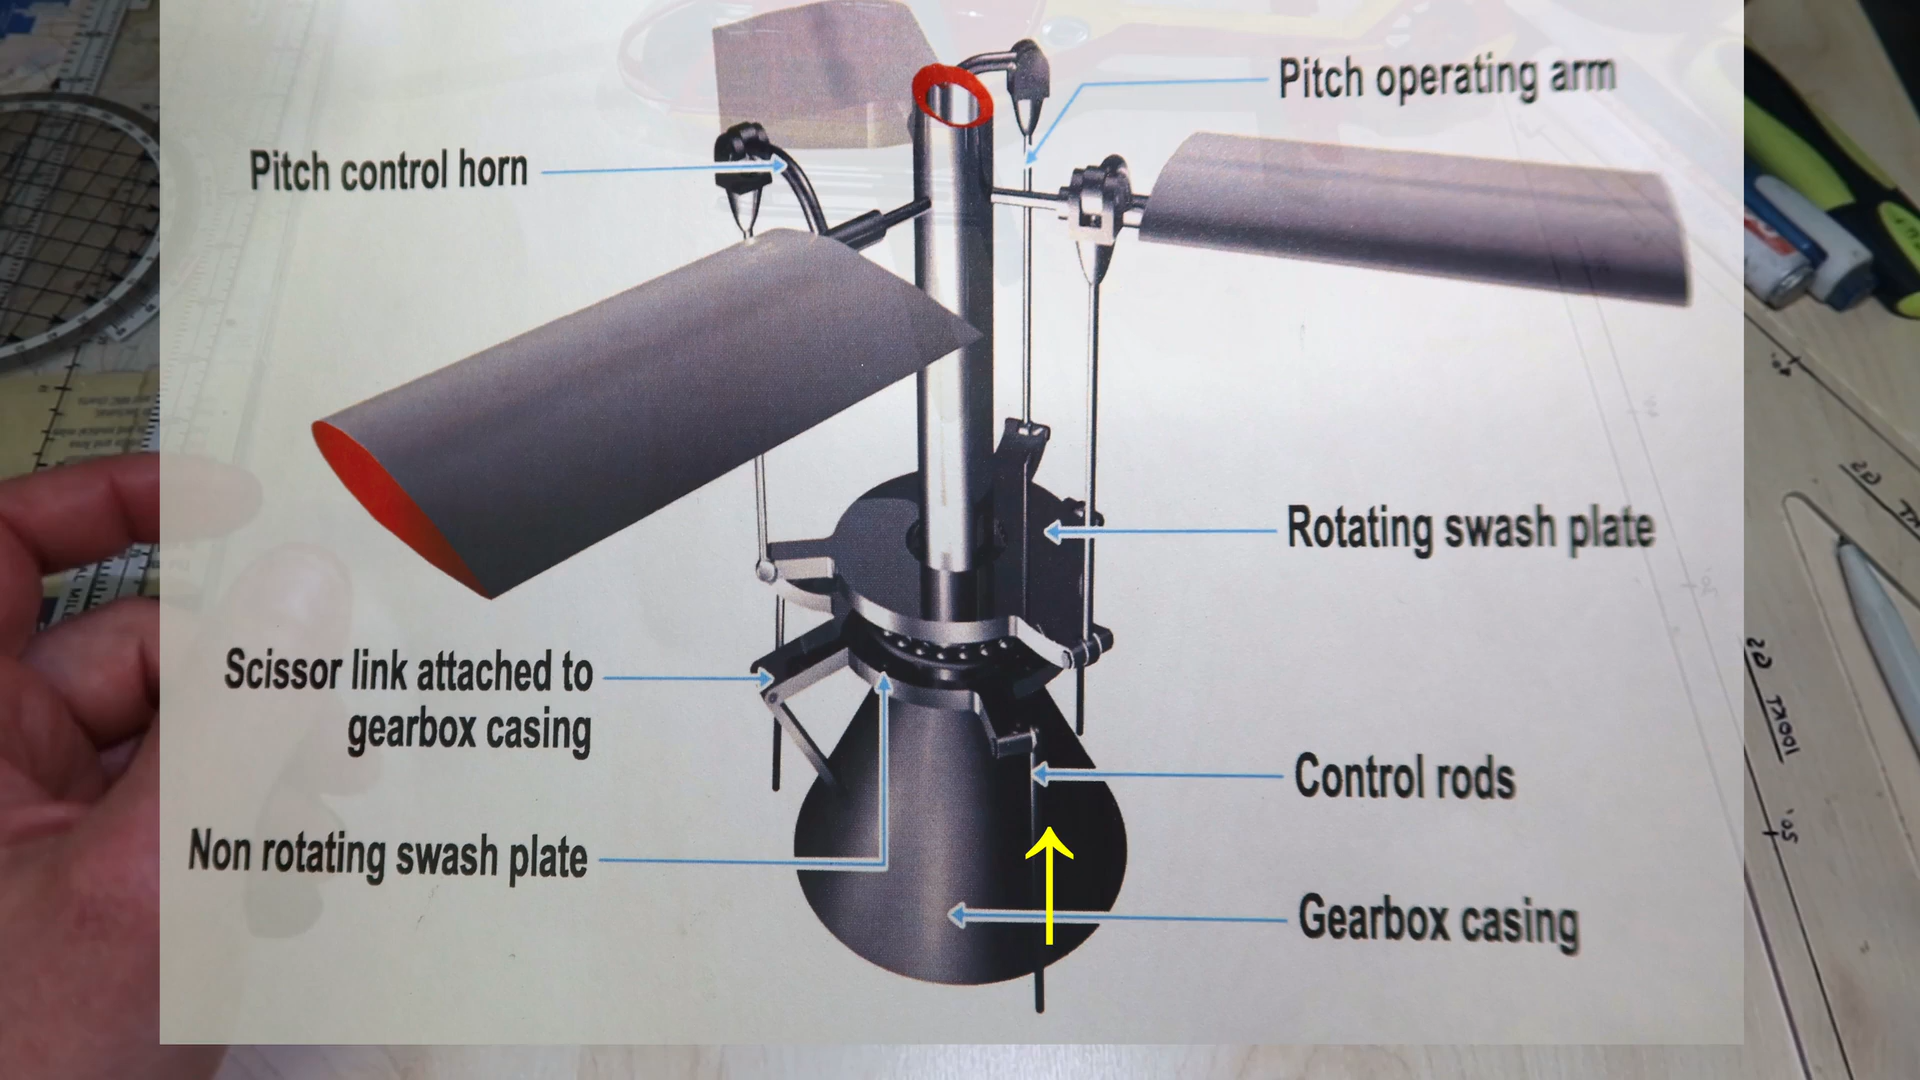 Pitch operating arm
Pitch control horn
Rotating swash plate
Scissor link attached to
gearbox casing
Control rods
Non rotating swash plate
Gearbox casing
100KT